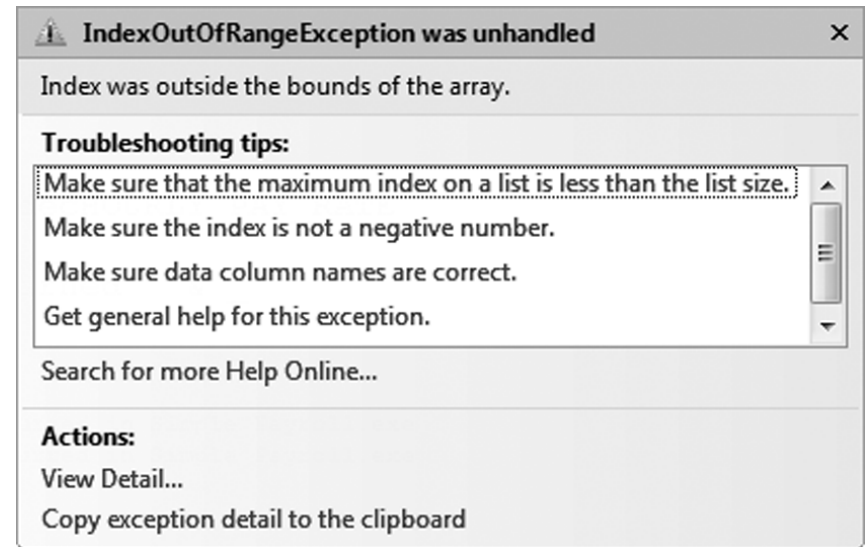 IndexOutOfRangeException was unhandled
Index was outside the bounds of the array.
Troubleshooting tips:
Make sure that the maximum index on a list is less than the list size.
Make sure the index is not a negative number.
Make sure data column names are correct.
Get general help for this exception.
Search for more Help Online...
Actions:
View Detail...
Copy exception detail to the clipboard